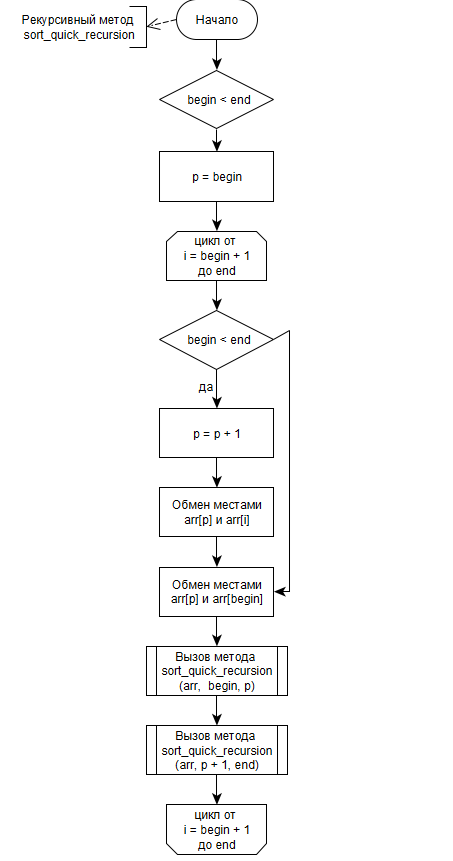 Рекурсивный метод
sort_quick_recursion
Начало
begin < end
p = begin
цикл от
i = begin + 1
до end
begin < end
да
p = p + 1
Обмен местами
arr[p] и arr[i]
Обмен местами
arr[p] и arr[begin]
Вызов метода
sort_quick_recursion
(arr, begin, p)
Вызов метода
sort_quick_recursion
(arr, p + 1, end)
цикл от
i = begin + 1
до end